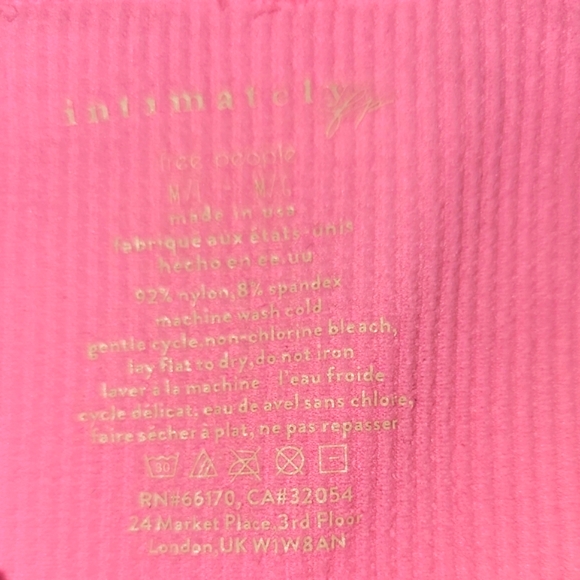 intimately fp
free people
M/L - M/L
made in usa
fabriqué aux états-unis
hecho en ee.uu
92% nylon,8% spandex
machine wash cold
gentle cycle.non-chlorine bleach,
lay flat to dry,do not iron
laver à la machine l'eau froide
cycle délicat; eau de avel sans chlore,
faire sécher à plat, ne pas repasser
30
RN#66170, CA#32054
24 Market Place.3rd Floor
London,UK W1W8AN